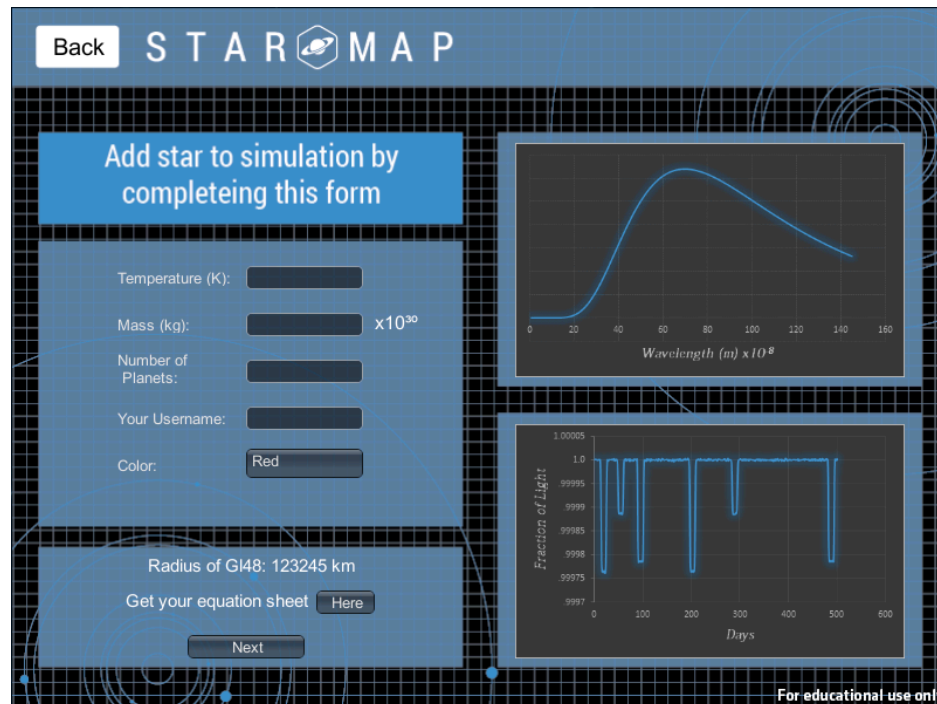 Back
STAR MAP
Add star to simulation by
completeing this form
Temperature (K):
Mass (kg):
x10³⁰
Number of
Planets:
Your Username:
Color:
Red
Radius of Gl48: 123245 km
Get your equation sheet Here
Next
0 20 40 60 80 100 120 140 160
Wavelength (m) x10⁻⁸
1.00005
1.0
.99995
.9999
.99985
.9998
.99975
.9997
Fraction of Light
0 100 200 300 400 500 600
Days
For educational use onl